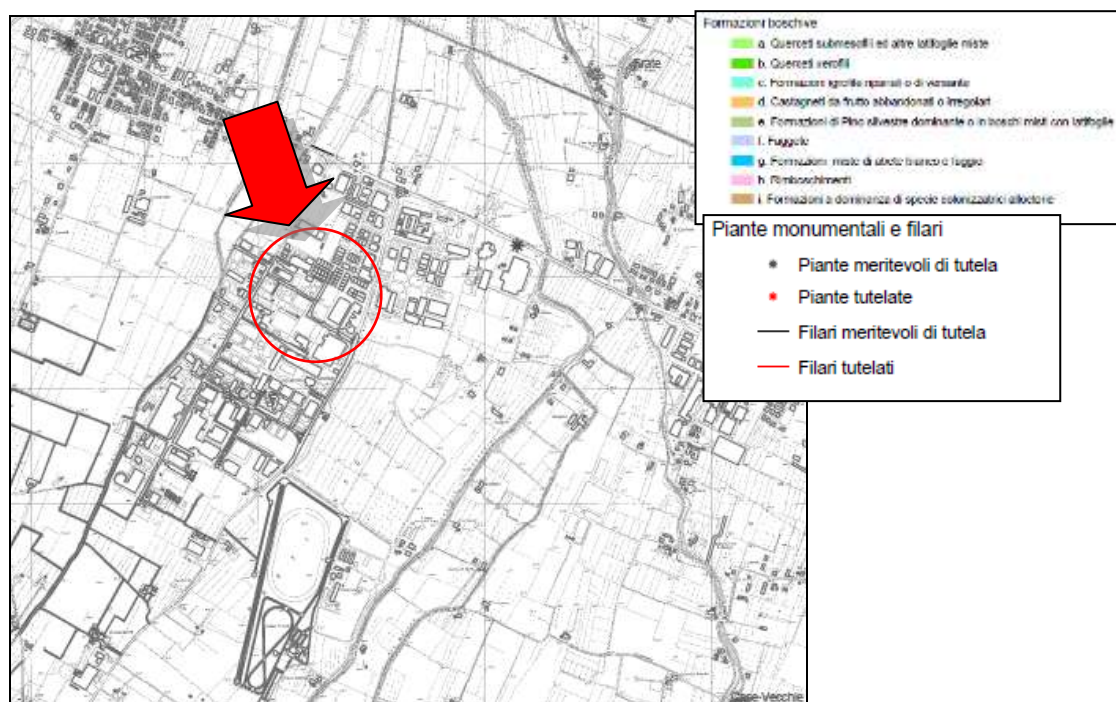 Formazioni boschive
a. Querceti submesofili ed altre latifoglie miste
b. Querceti xerofili
c. Formazioni igrofile ripariali o di versante
d. Castagneti da frutto abbandonati o irregolari
e. Formazioni di Pino silvestre dominante o in boschi misti con latifoglie
f. Faggete
g. Formazioni miste di abete bianco e faggio
h. Rimboschimenti
i. Formazioni a dominanza di specie colonizzatrici alloctone
Piante monumentali e filari
Piante meritevoli di tutela
Piante tutelate
Filari meritevoli di tutela
Filari tutelati
Case-Vecchie